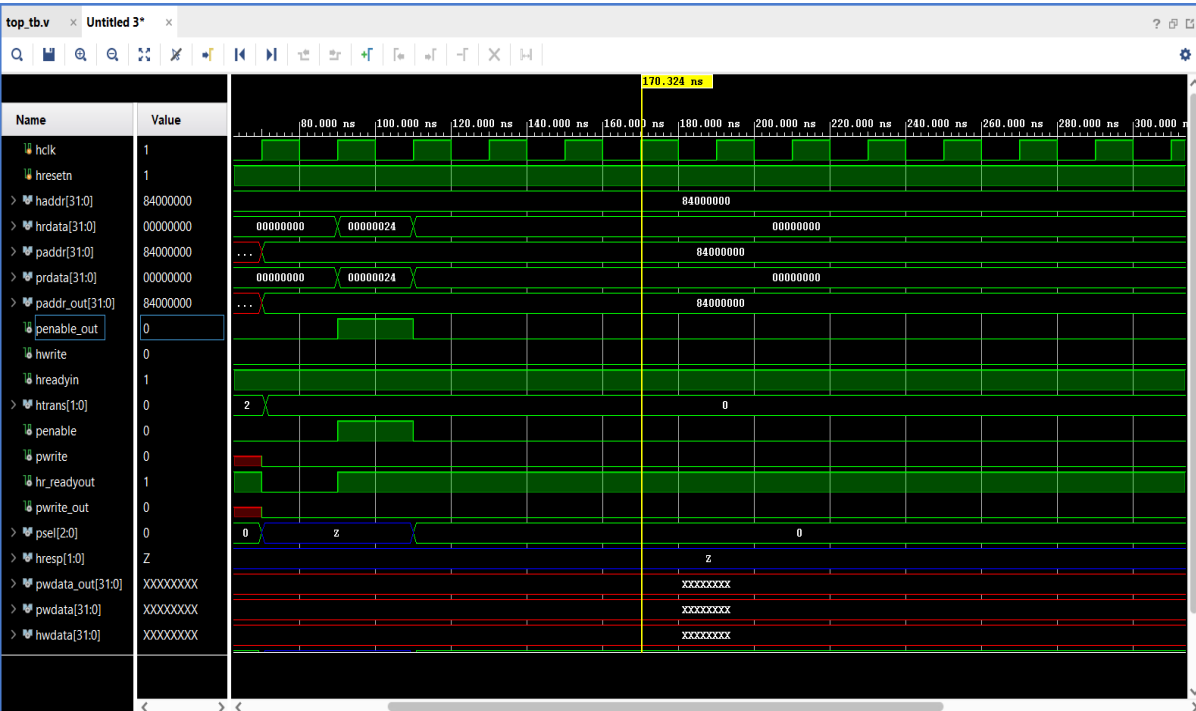 top_tb.v × Untitled 3* × ?
170.324 ns
Name Value 80.000 ns 100.000 ns 120.000 ns 140.000 ns 160.000 ns 180.000 ns 200.000 ns 220.000 ns 240.000 ns 260.000 ns 280.000 ns 300.000 n
hclk 1
hresetn 1
> haddr[31:0] 84000000 84000000
> hrdata[31:0] 00000000 00000000 00000024 00000000
> paddr[31:0] 84000000 ... 84000000
> prdata[31:0] 00000000 00000000 00000024 00000000
> paddr_out[31:0] 84000000 ... 84000000
penable_out 0
hwrite 0
hreadyin 1
> htrans[1:0] 0 2 0
penable 0
pwrite 0
hr_readyout 1
pwrite_out 0
> psel[2:0] 0 0 Z 0
> hresp[1:0] Z Z
> pwdata_out[31:0] XXXXXXXX XXXXXXXX
> pwdata[31:0] XXXXXXXX XXXXXXXX
> hwdata[31:0] XXXXXXXX XXXXXXXX